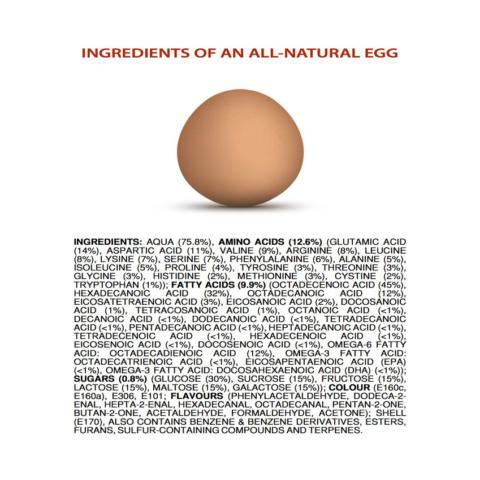 INGREDIENTS OF AN ALL-NATURAL EGG
INGREDIENTS: AQUA (75.8%), AMINO ACIDS (12.6%) (GLUTAMIC ACID
(14%), ASPARTIC ACID (11%), VALINE (9%), ARGININE (8%), LEUCINE
(8%), LYSINE (7%), SERINE (7%), PHENYLALANINE (6%), ALANINE (5%),
ISOLEUCINE (5%), PROLINE (4%), TYROSINE (3%), THREONINE (3%),
GLYCINE (3%), HISTIDINE (2%), METHIONINE (3%), CYSTINE (2%),
TRYPTOPHAN (1%)); FATTY ACIDS (9.9%) (OCTADECENOIC ACID (45%),
HEXADECANOIC ACID (32%), OCTADECANOIC ACID (12%),
EICOSATETRAENOIC ACID (3%), EICOSANOIC ACID (2%), DOCOSANOIC
ACID (1%), TETRACOSANOIC ACID (1%), OCTANOIC ACID (<1%),
DECANOIC ACID (<1%), DODECANOIC ACID (<1%), TETRADECANOIC
ACID (<1%), PENTADECANOIC ACID (<1%), HEPTADECANOIC ACID (<1%),
TETRADECENOIC ACID (<1%), HEXADECENOIC ACID (<1%),
EICOSENOIC ACID (<1%), DOCOSENOIC ACID (<1%), OMEGA-6 FATTY
ACID: OCTADECADIENOIC ACID (12%), OMEGA-3 FATTY ACID:
OCTADECATRIENOIC ACID (<1%), EICOSAPENTAENOIC ACID (EPA)
(<1%), OMEGA-3 FATTY ACID: DOCOSAHEXAENOIC ACID (DHA) (<1%));
SUGARS (0.8%) (GLUCOSE (30%), SUCROSE (15%), FRUCTOSE (15%),
LACTOSE (15%), MALTOSE (15%), GALACTOSE (15%)); COLOUR (E160c,
E160a), E306, E101; FLAVOURS (PHENYLACETALDEHYDE, DODECA-2-
ENAL, HEPTA-2-ENAL, HEXADECANAL, OCTADECANAL, PENTAN-2-ONE,
BUTAN-2-ONE, ACETALDEHYDE, FORMALDEHYDE, ACETONE); SHELL
(E170), ALSO CONTAINS BENZENE & BENZENE DERIVATIVES, ESTERS,
FURANS, SULFUR-CONTAINING COMPOUNDS AND TERPENES.